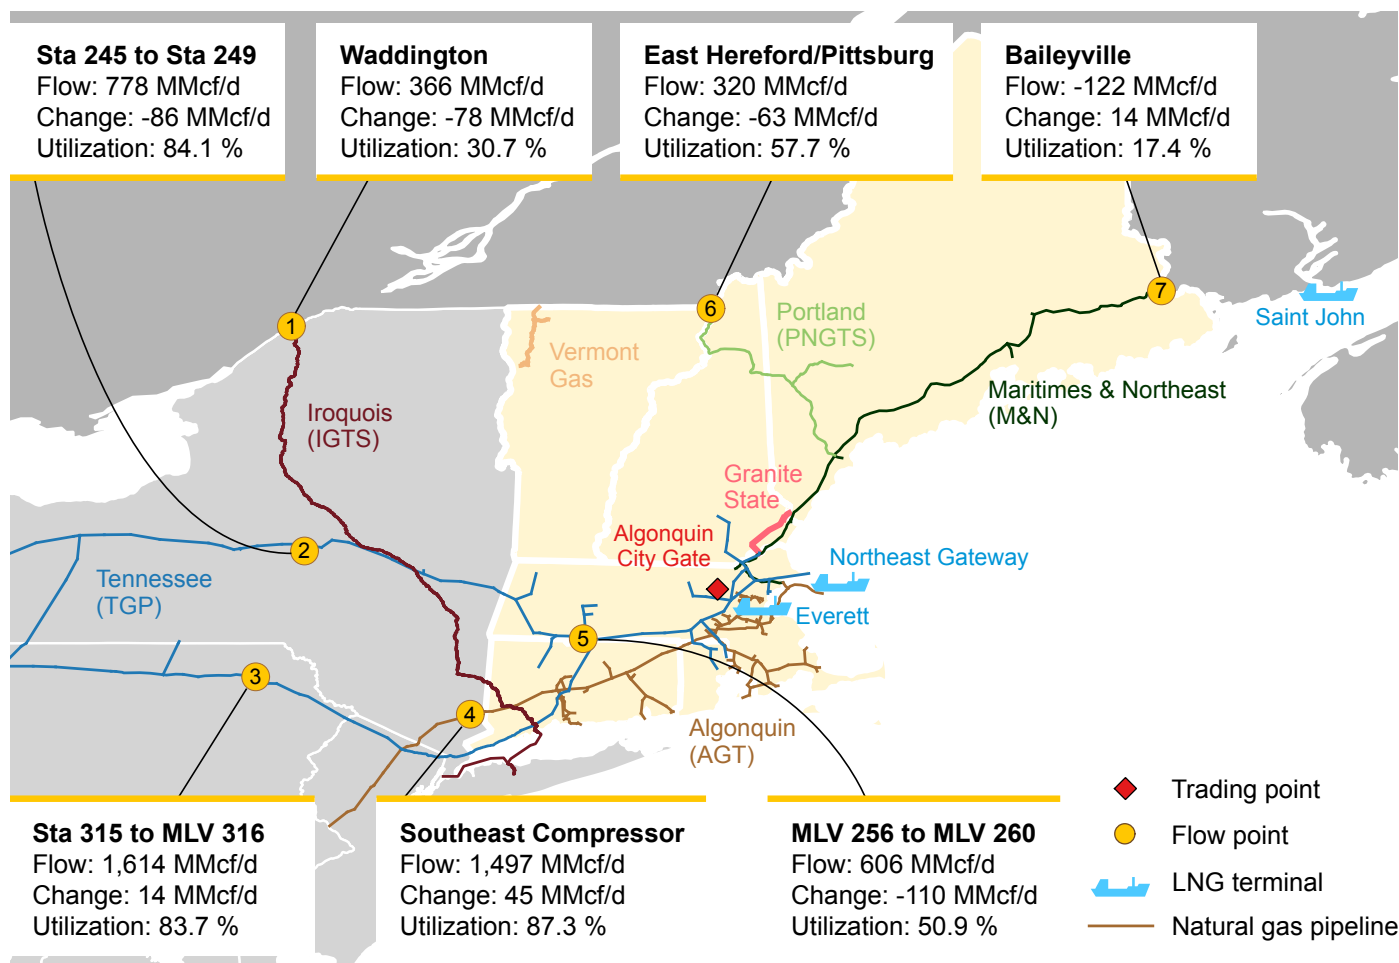 Sta 245 to Sta 249
Flow: 778 MMcf/d
Change: -86 MMcf/d
Utilization: 84.1 %
Waddington
Flow: 366 MMcf/d
Change: -78 MMcf/d
Utilization: 30.7 %
East Hereford/Pittsburg
Flow: 320 MMcf/d
Change: -63 MMcf/d
Utilization: 57.7 %
Baileyville
Flow: -122 MMcf/d
Change: 14 MMcf/d
Utilization: 17.4 %
7
6
1
Saint John
Portland
(PNGTS)
Vermont
Gas
Maritimes & Northeast
(M&N)
Iroquois
(IGTS)
Granite
State
Algonquin
City Gate
2
Northeast Gateway
Tennessee
(TGP)
Everett
5
3
4
Algonquin
(AGT)
Sta 315 to MLV 316
Flow: 1,614 MMcf/d
Change: 14 MMcf/d
Utilization: 83.7 %
Southeast Compressor
Flow: 1,497 MMcf/d
Change: 45 MMcf/d
Utilization: 87.3 %
MLV 256 to MLV 260
Flow: 606 MMcf/d
Change: -110 MMcf/d
Utilization: 50.9 %
Trading point
Flow point
LNG terminal
Natural gas pipeline